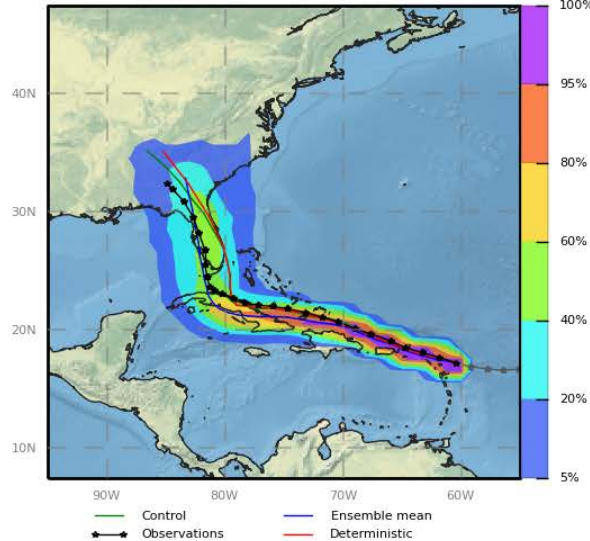 100%
95%
80%
60%
40%
20%
5%
40N
30N
20N
10N
90W 80W 70W 60W
Control Ensemble mean
Observations Deterministic